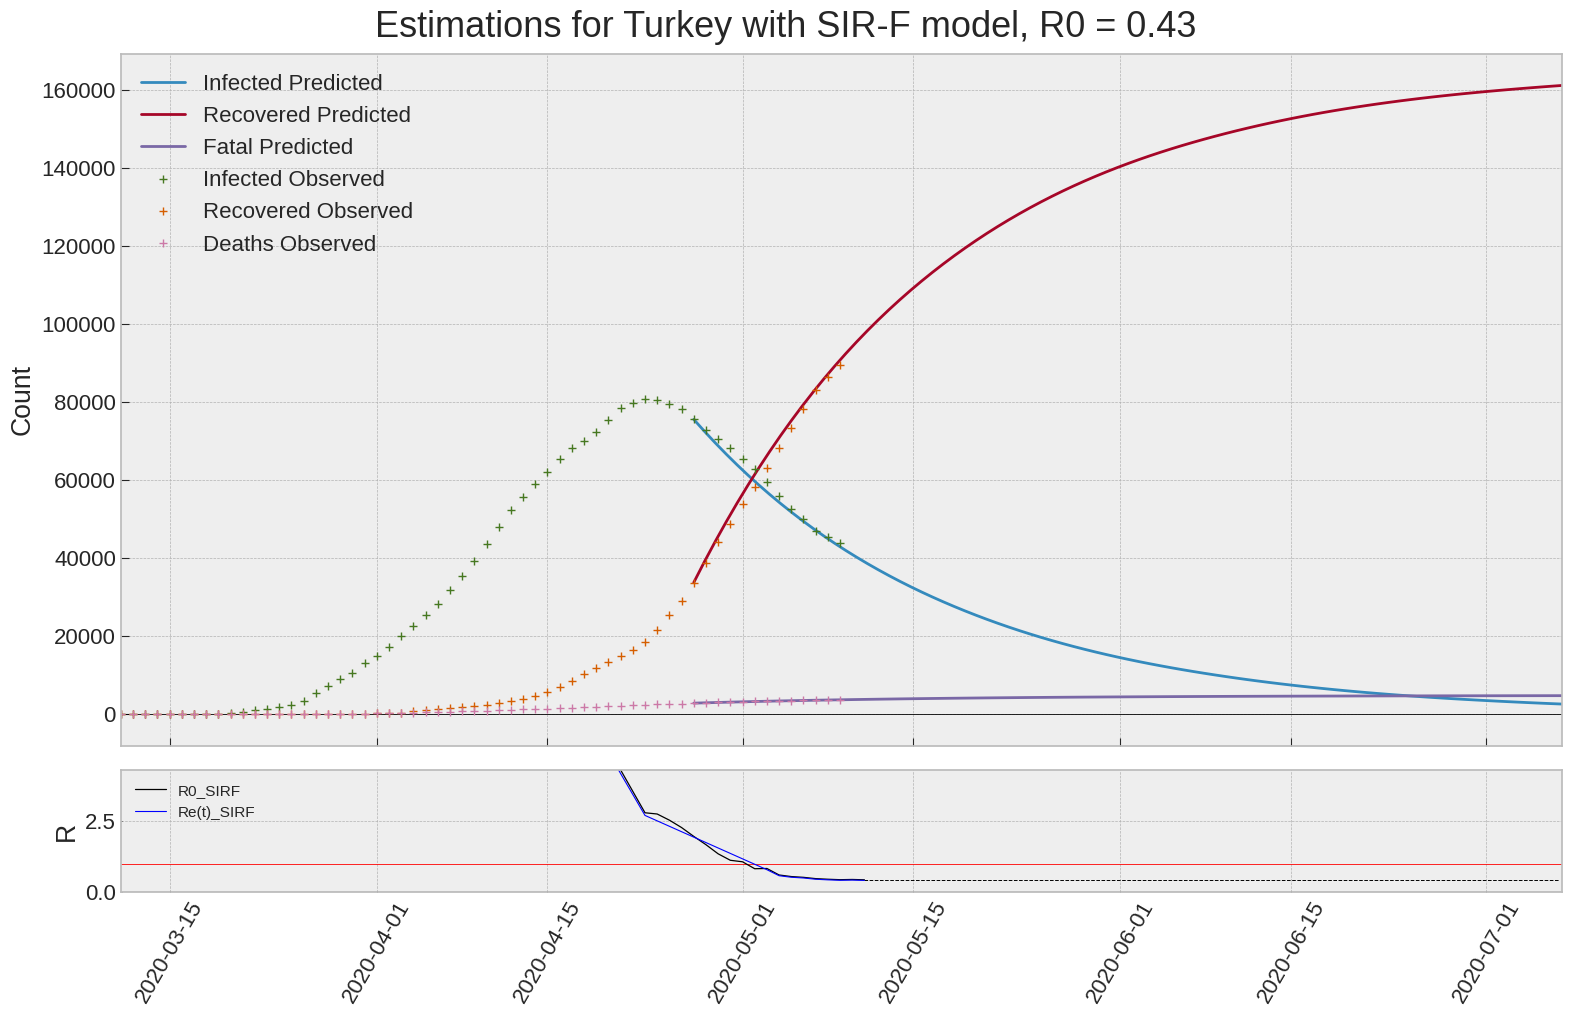 Estimations for Turkey with SIR-F model, R0 = 0.43
Infected Predicted
Recovered Predicted
Fatal Predicted
Infected Observed
Recovered Observed
Deaths Observed
160000
140000
120000
100000
80000
60000
40000
20000
0
Count
R0_SIRF
Re(t)_SIRF
2.5
0.0
R
2020-03-15
2020-04-01
2020-04-15
2020-05-01
2020-05-15
2020-06-01
2020-06-15
2020-07-01